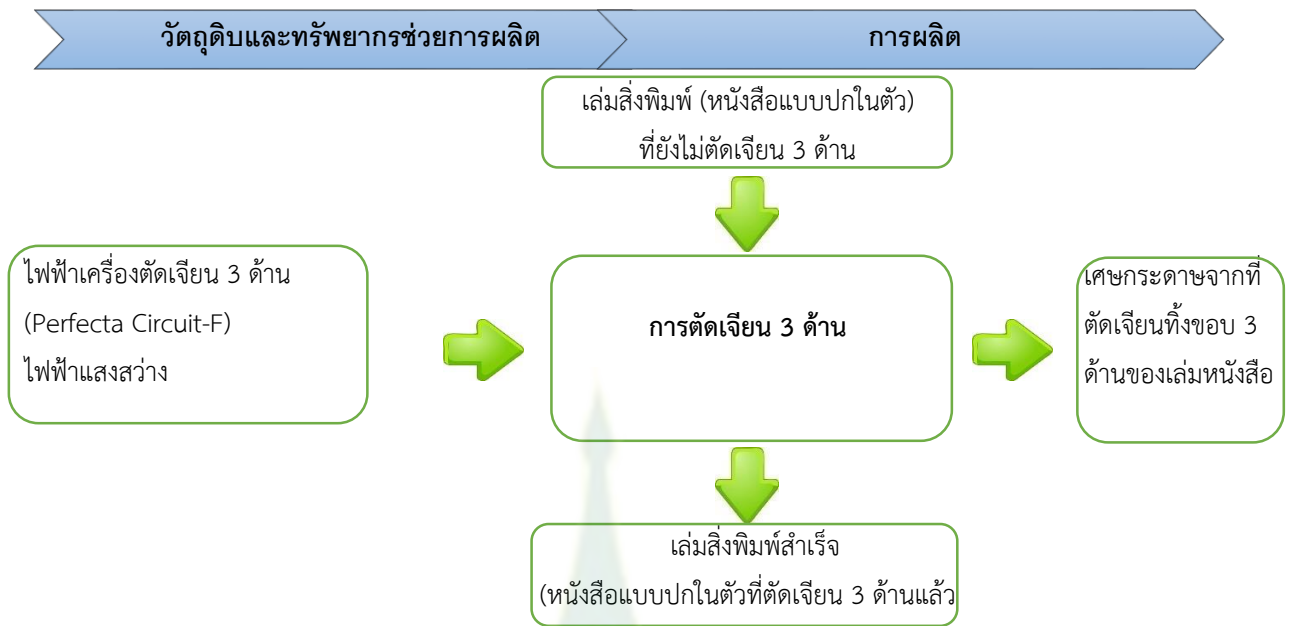 วัตถุดิบและทรัพยากรช่วยการผลิต
การผลิต
เล่มสิ่งพิมพ์ (หนังสือแบบปกในตัว)
ที่ยังไม่ตัดเจียน 3 ด้าน
ไฟฟ้าเครื่องตัดเจียน 3 ด้าน
(Perfecta Circuit-F)
ไฟฟ้าแสงสว่าง
การตัดเจียน 3 ด้าน
เศษกระดาษจากที่
ตัดเจียนทิ้งขอบ 3
ด้านของเล่มหนังสือ
เล่มสิ่งพิมพ์สำเร็จ
(หนังสือแบบปกในตัวที่ตัดเจียน 3 ด้านแล้ว